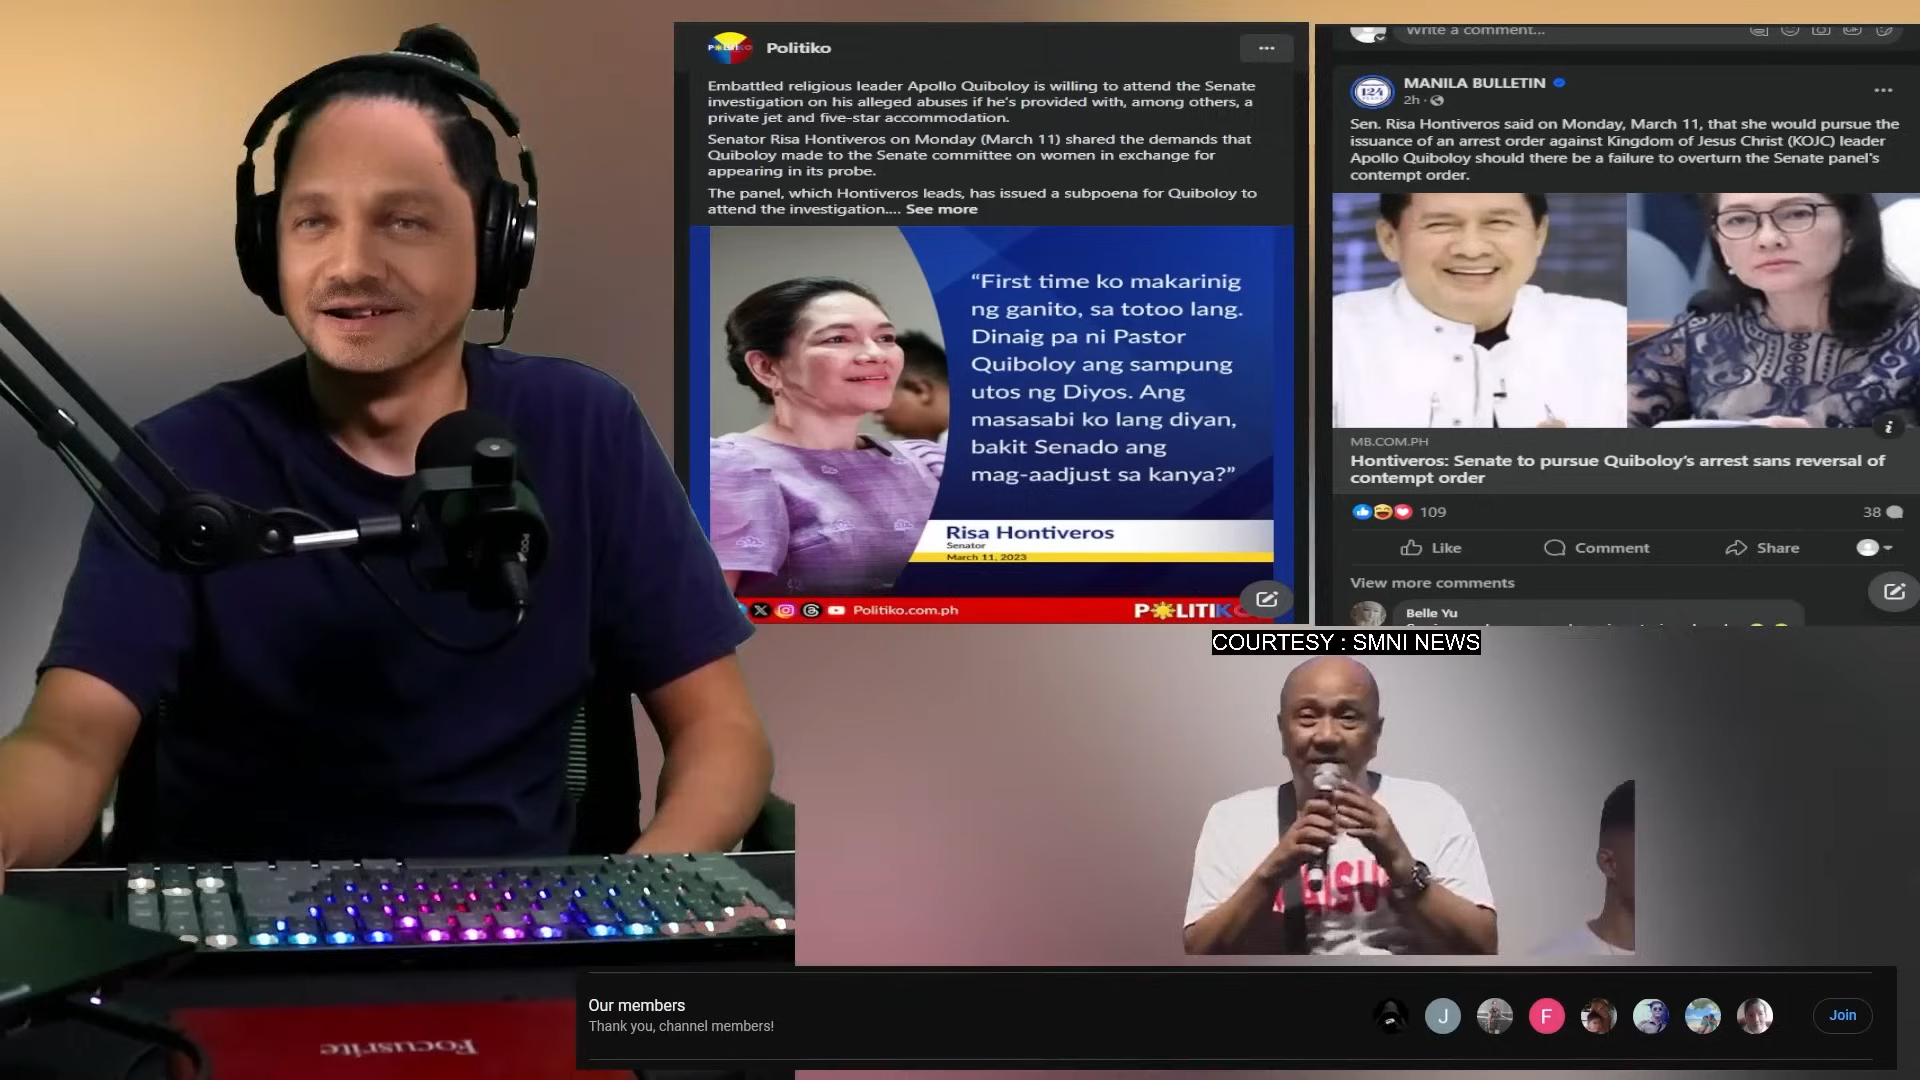 POLITIKO
Politiko
Embattled religious leader Apollo Quiboloy is willing to attend the Senate
investigation on his alleged abuses if he's provided with, among others, a
private jet and five-star accommodation.
Senator Risa Hontiveros on Monday (March 11) shared the demands that
Quiboloy made to the Senate committee on women in exchange for
appearing in its probe.
The panel, which Hontiveros leads, has issued a subpoena for Quiboloy to
attend the investigation.... See more
“First time ko makarinig
ng ganito, sa totoo lang.
Dinaig pa ni Pastor
Quiboloy ang sampung
utos ng Diyos. Ang
masasabi ko lang diyan,
bakit Senado ang
mag-aadjust sa kanya?”
Risa Hontiveros
Senator
March 11, 2023
Politiko.com.ph
POLITIKO
Write a comment...
124
MANILA BULLETIN
2h
Sen. Risa Hontiveros said on Monday, March 11, that she would pursue the
issuance of an arrest order against Kingdom of Jesus Christ (KOJC) leader
Apollo Quiboloy should there be a failure to overturn the Senate panel's
contempt order.
MB.COM.PH
Hontiveros: Senate to pursue Quiboloy's arrest sans reversal of
contempt order
109
38
Like
Comment
Share
View more comments
Belle Yu
COURTESY : SMNI NEWS
Focusrite
Our members
Thank you, channel members!
J
F
Join